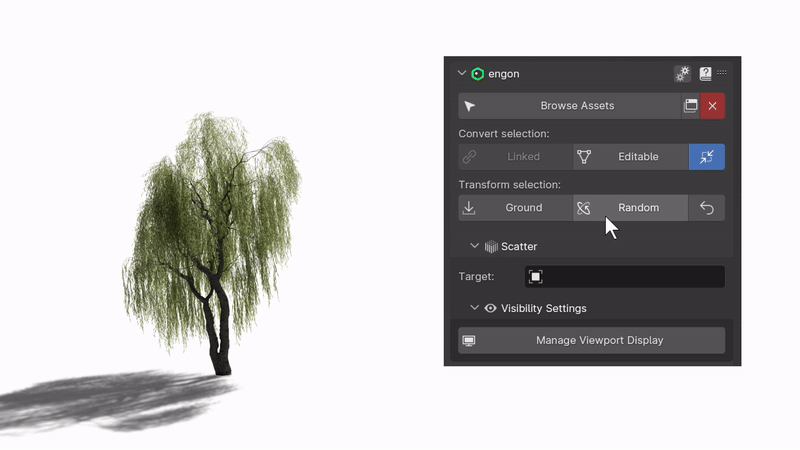 engon
Browse Assets
Convert selection:
Linked Editable
Transform selection:
Ground Random
Scatter
Target:
Visibility Settings
Manage Viewport Display